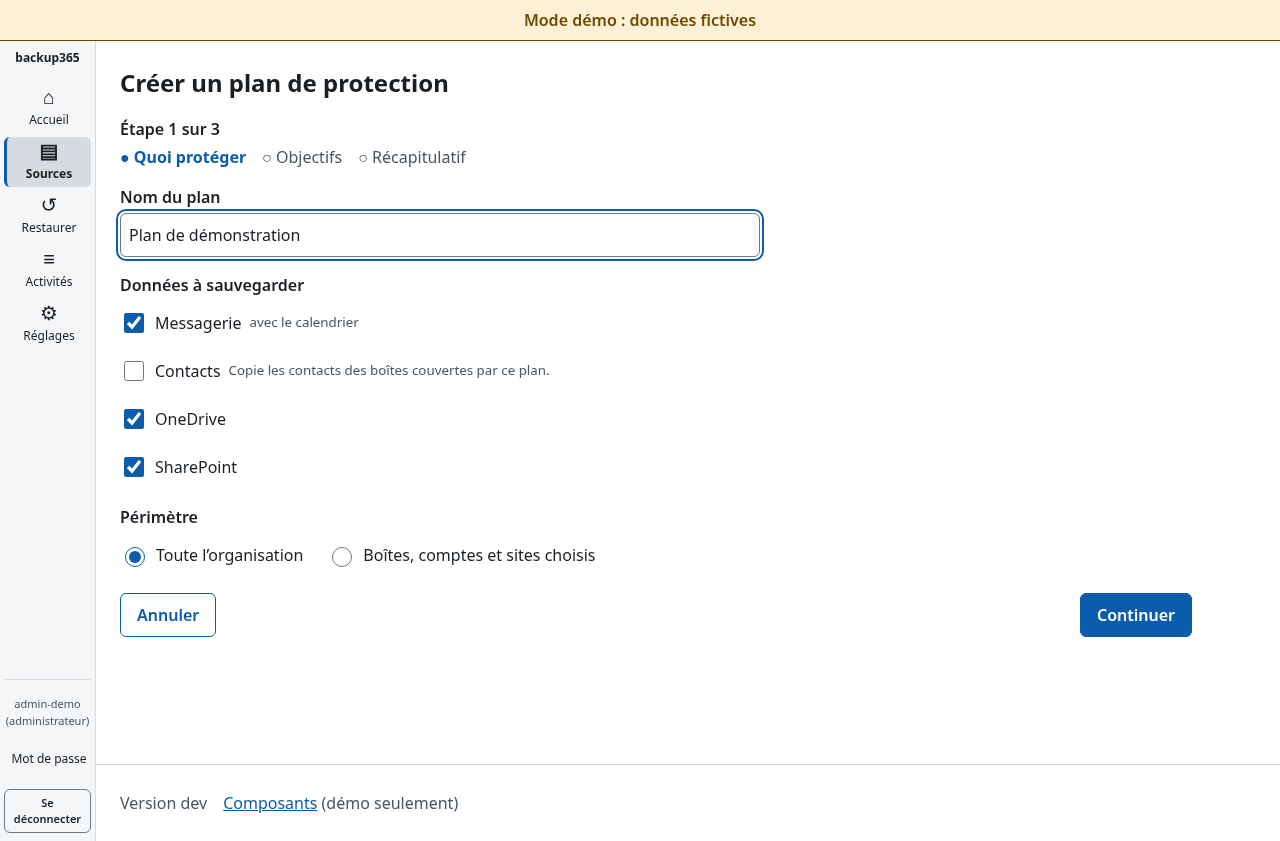 Mode démo : données fictives
backup365
Accueil
Sources
Restaurer
Activités
Réglages
admin-demo
(administrateur)
Mot de passe
Se
déconnecter
Créer un plan de protection
Étape 1 sur 3
● Quoi protéger ○ Objectifs ○ Récapitulatif
Nom du plan
Plan de démonstration
Données à sauvegarder
Messagerie avec le calendrier
Contacts Copie les contacts des boîtes couvertes par ce plan.
OneDrive
SharePoint
Périmètre
Toute l’organisation Boîtes, comptes et sites choisis
Annuler Continuer
Version dev Composants (démo seulement)